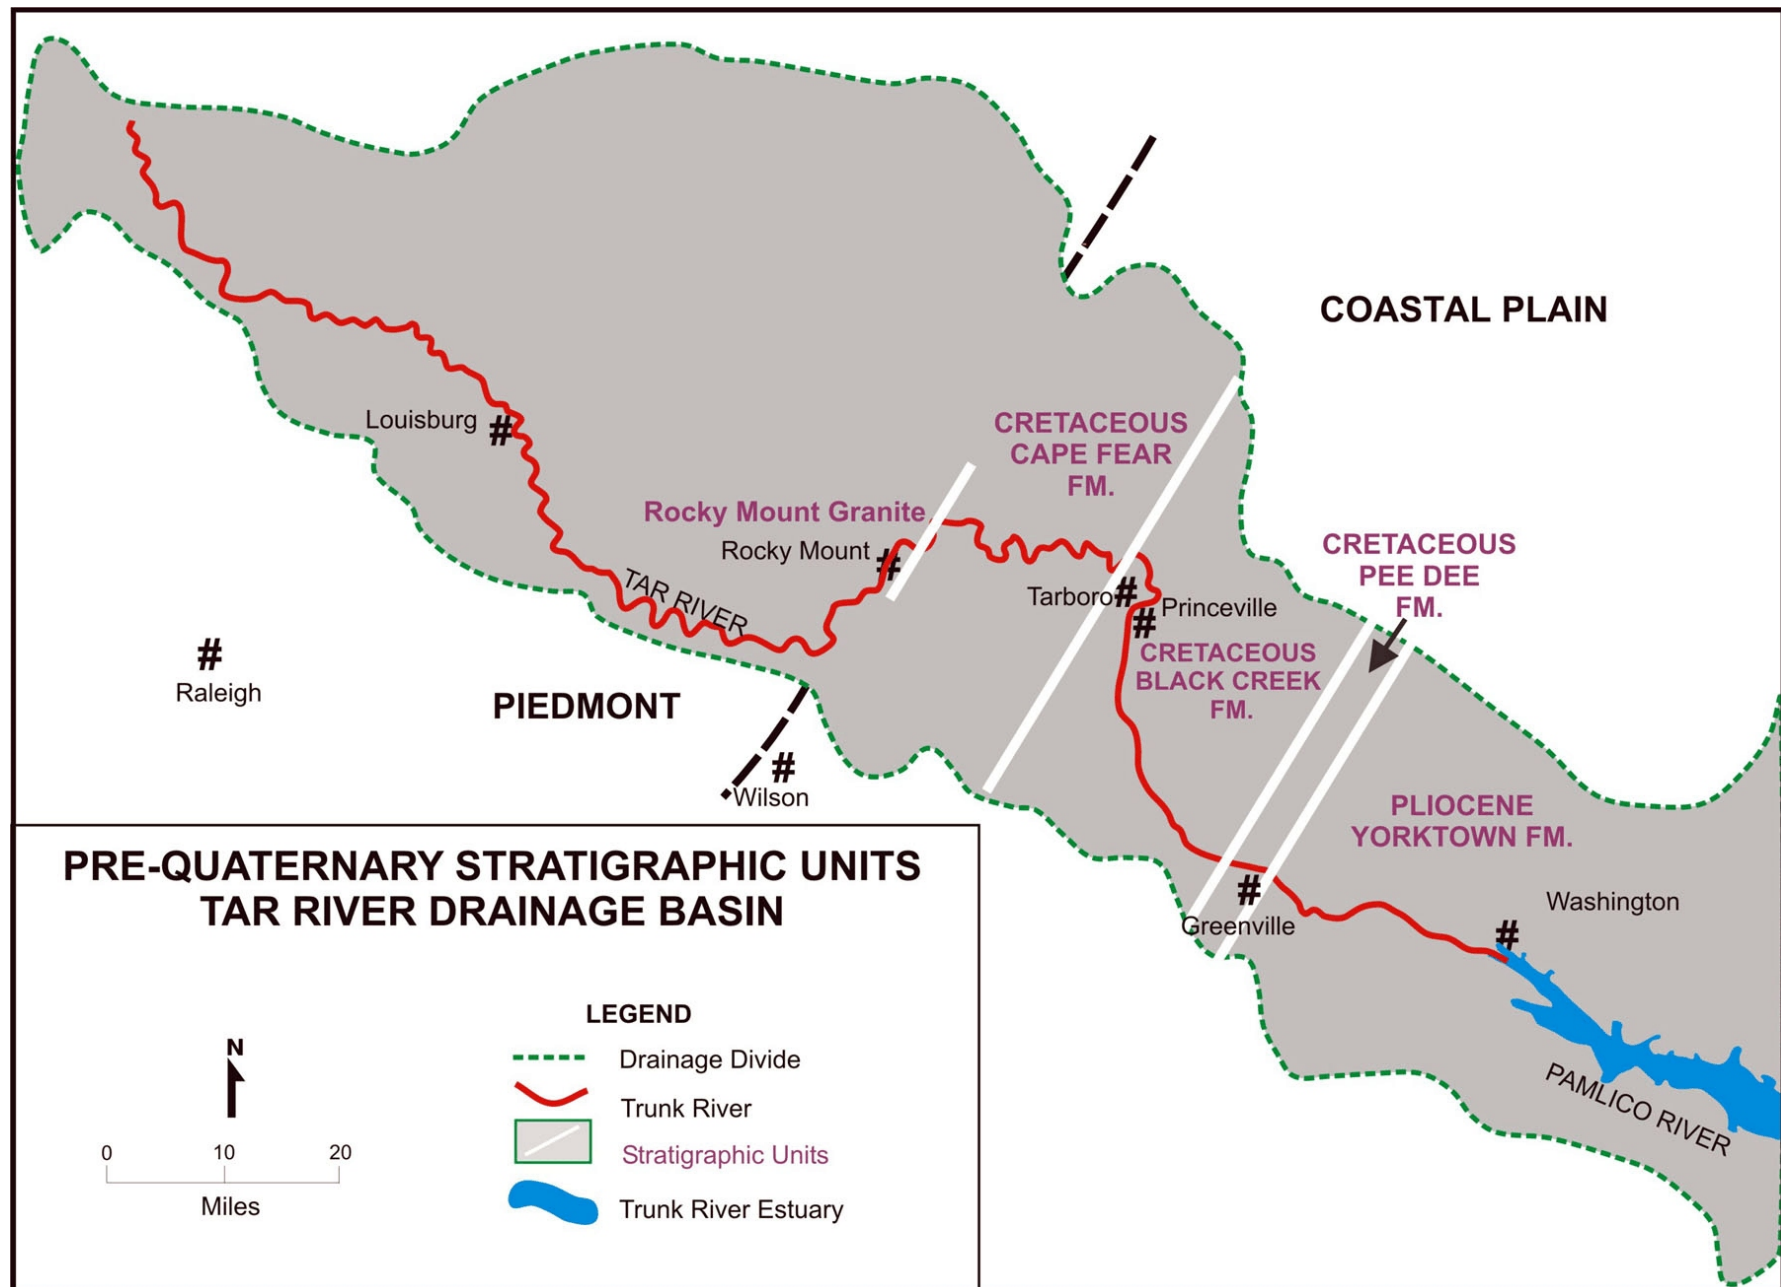 COASTAL PLAIN
CRETACEOUS
CAPE FEAR
FM.
Louisburg
#
Rocky Mount Granite
Rocky Mount
#
CRETACEOUS
PEE DEE
FM.
TAR RIVER
Tarboro
#
Princeville
#
CRETACEOUS
BLACK CREEK
FM.
#
Raleigh
PIEDMONT
#
Wilson
PLIOCENE
YORKTOWN FM.
#
Greenville
Washington
#
PAMLICO RIVER
PRE-QUATERNARY STRATIGRAPHIC UNITS
TAR RIVER DRAINAGE BASIN
LEGEND
Drainage Divide
Trunk River
Stratigraphic Units
Trunk River Estuary
N
0 10 20
Miles